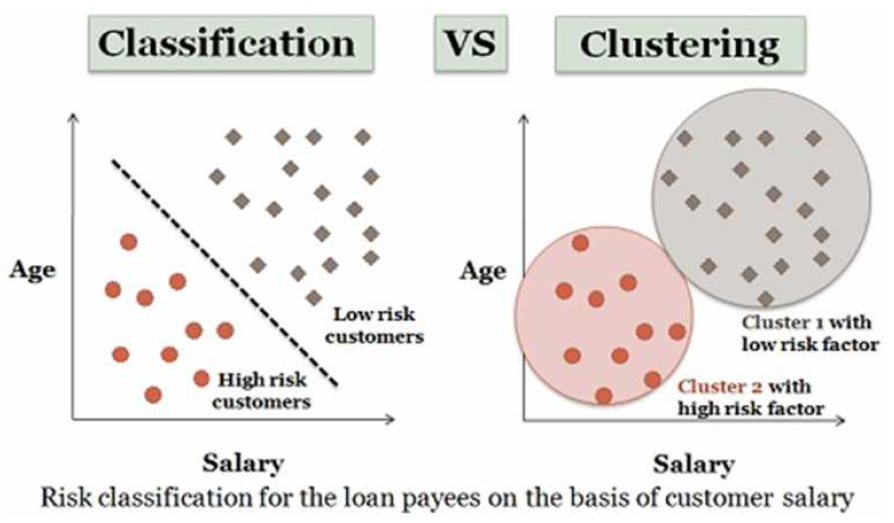 Classification
VS
Clustering
Age
Low risk
customers
High risk
customers
Salary
Age
Cluster 1 with
low risk factor
Cluster 2 with
high risk factor
Salary
Risk classification for the loan payees on the basis of customer salary